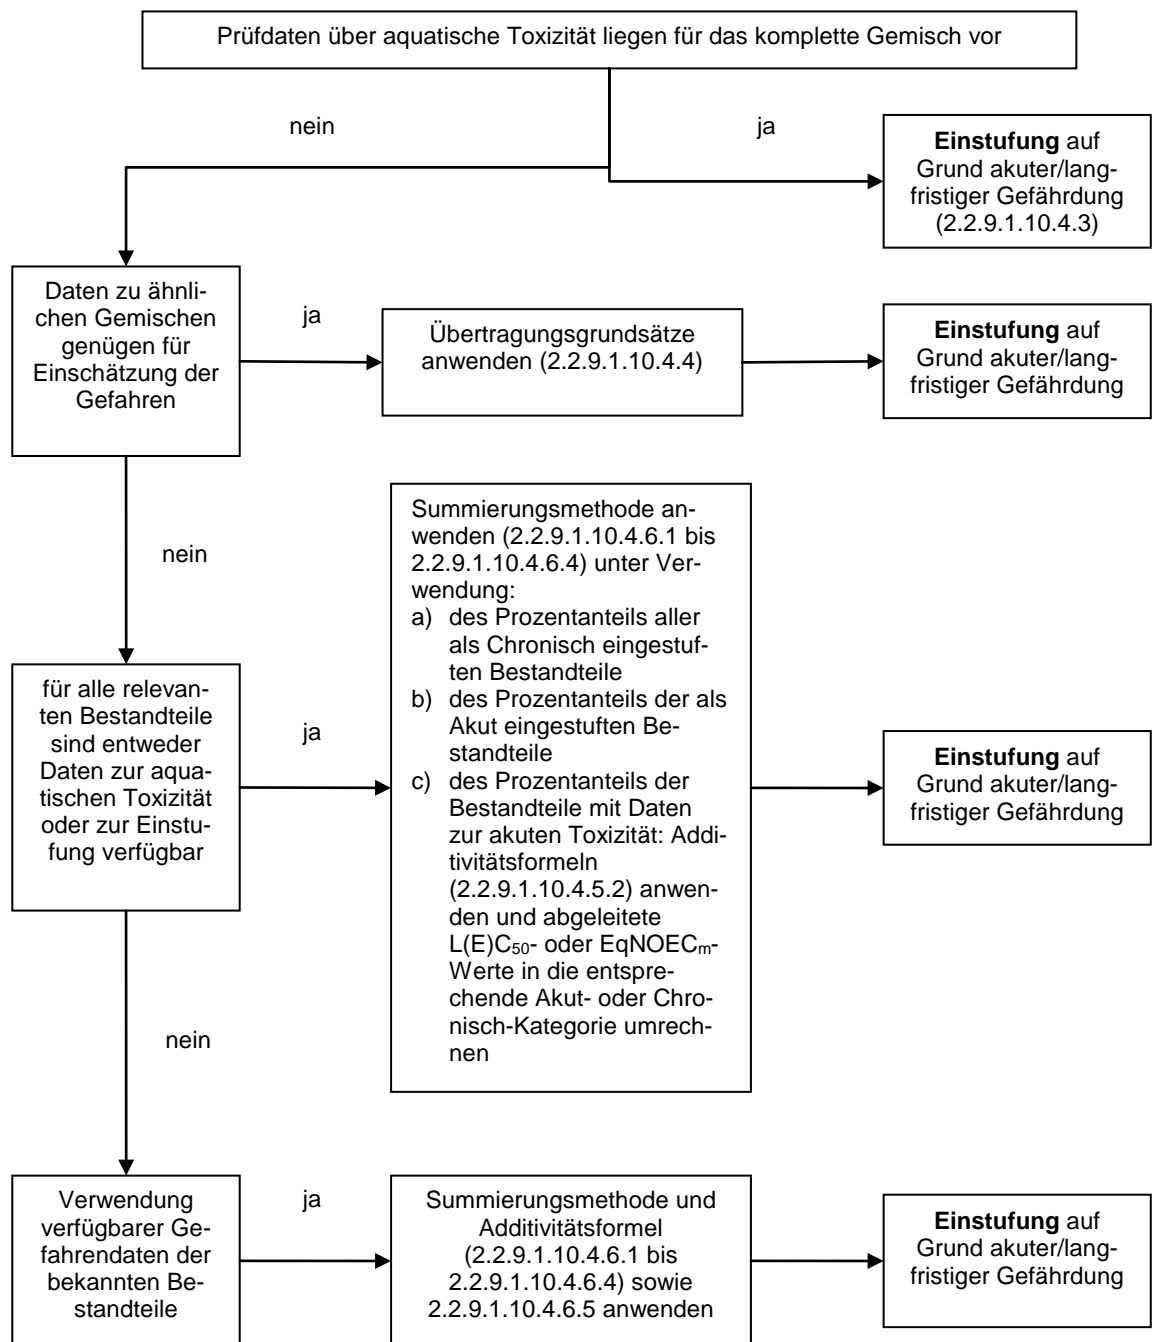 Prüfdaten über aquatische Toxizität liegen für das komplette Gemisch vor
nein
ja
Einstufung auf
Grund akuter/lang-
fristiger Gefährdung
(2.2.9.1.10.4.3)
Daten zu ähnli-
chen Gemischen
genügen für
Einschätzung der
Gefahren
ja
Übertragungsgrundsätze
anwenden (2.2.9.1.10.4.4)
Einstufung auf
Grund akuter/lang-
fristiger Gefährdung
nein
für alle relevan-
ten Bestandteile
sind entweder
Daten zur aqua-
tischen Toxizität
oder zur Einstu-
fung verfügbar
ja
Summierungsmethode an-
wenden (2.2.9.1.10.4.6.1 bis
2.2.9.1.10.4.6.4) unter Ver-
wendung:
a) des Prozentanteils aller
als Chronisch eingestuf-
ten Bestandteile
b) des Prozentanteils der als
Akut eingestuften Be-
standteile
c) des Prozentanteils der
Bestandteile mit Daten
zur akuten Toxizität: Addi-
tivitätsformeln
(2.2.9.1.10.4.5.2) anwen-
den und abgeleitete
L(E)C₅₀- oder EqNOECₘ-
Werte in die entspre-
chende Akut- oder Chro-
nisch-Kategorie umrech-
nen
Einstufung auf
Grund akuter/lang-
fristiger Gefährdung
nein
Verwendung
verfügbarer Ge-
fahrendaten der
bekannten Be-
standteile
ja
Summierungsmethode und
Additivitätsformel
(2.2.9.1.10.4.6.1 bis
2.2.9.1.10.4.6.4) sowie
2.2.9.1.10.4.6.5 anwenden
Einstufung auf
Grund akuter/lang-
fristiger Gefährdung